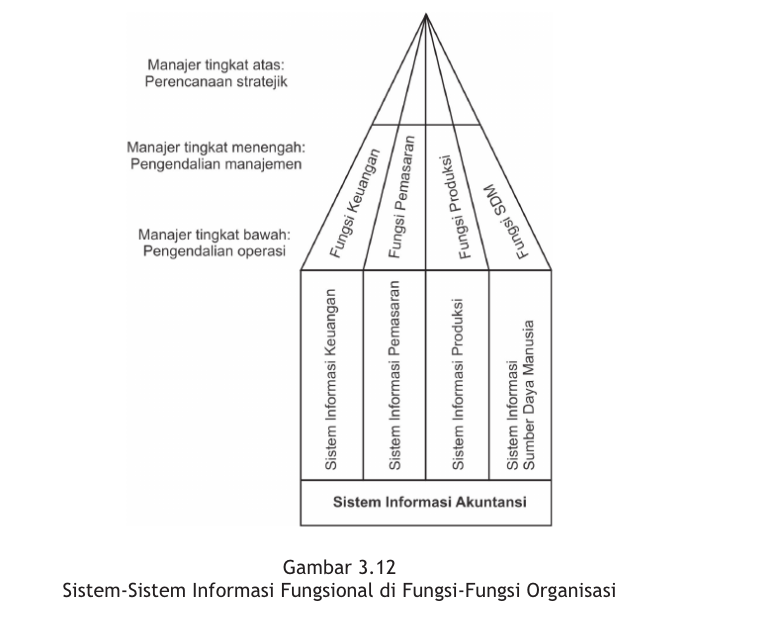 Manajer tingkat atas:
Perencanaan stratejik
Manajer tingkat menengah:
Pengendalian manajemen
Manajer tingkat bawah:
Pengendalian operasi
Fungsi Keuangan
Fungsi Pemasaran
Fungsi Produksi
Fungsi SDM
Sistem Informasi Keuangan
Sistem Informasi Pemasaran
Sistem Informasi Produksi
Sistem Informasi
Sumber Daya Manusia
Sistem Informasi Akuntansi
Gambar 3.12
Sistem-Sistem Informasi Fungsional di Fungsi-Fungsi Organisasi